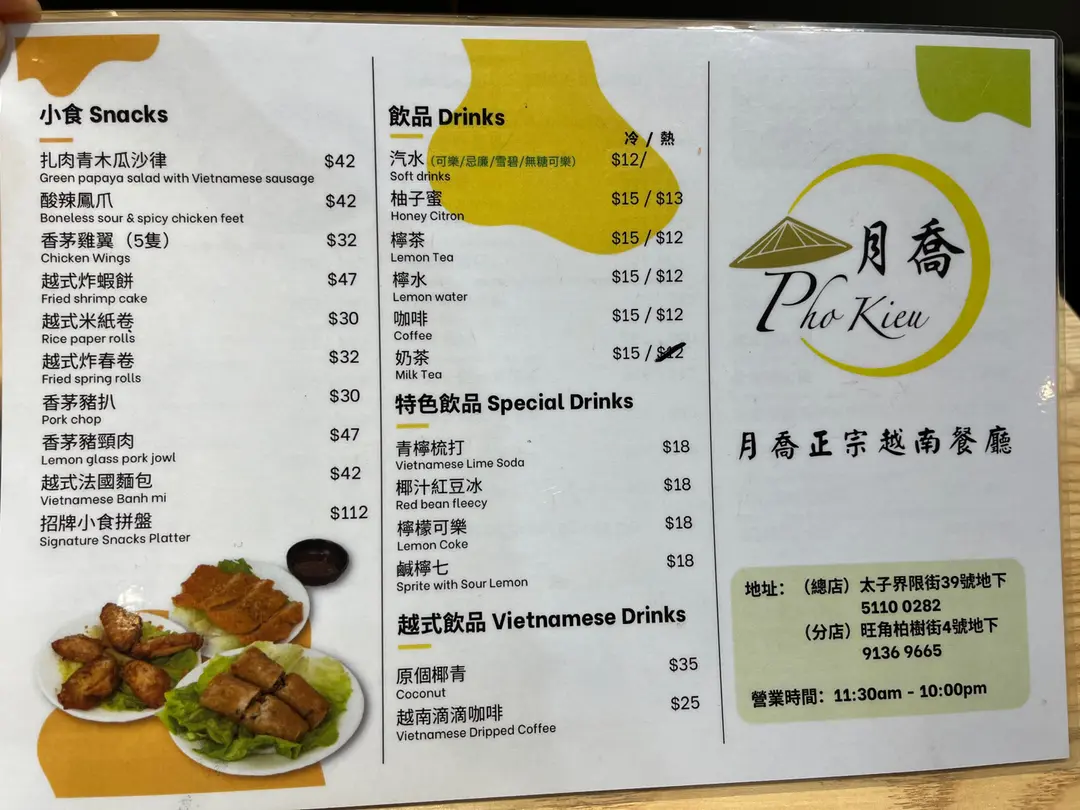 小食 Snacks
扎肉青木瓜沙律 $42
Green papaya salad with Vietnamese sausage
酸辣鳳爪 $42
Boneless sour & spicy chicken feet
香茅雞翼（5隻） $32
Chicken Wings
越式炸蝦餅 $47
Fried shrimp cake
越式米紙卷 $30
Rice paper rolls
越式炸春卷 $32
Fried spring rolls
香茅豬扒 $30
Pork chop
香茅豬頸肉 $47
Lemon glass pork jowl
越式法國麵包 $42
Vietnamese Banh mi
招牌小食拼盤 $112
Signature Snacks Platter
飲品 Drinks
冷 / 熱
汽水（可樂/忌廉/雪碧/無糖可樂） $12/
Soft drinks
柚子蜜 $15 / $13
Honey Citron
檸茶 $15 / $12
Lemon Tea
檸水 $15 / $12
Lemon water
咖啡 $15 / $12
Coffee
奶茶 $15 / $12
Milk Tea
特色飲品 Special Drinks
青檸梳打 $18
Vietnamese Lime Soda
椰汁紅豆冰 $18
Red bean fleecy
檸檬可樂 $18
Lemon Coke
鹹檸七 $18
Sprite with Sour Lemon
越式飲品 Vietnamese Drinks
原個椰青 $35
Coconut
越南滴滴咖啡 $25
Vietnamese Dripped Coffee
月喬
Pho Kieu
月喬正宗越南餐廳
地址：（總店）太子界限街39號地下
5110 0282
（分店）旺角柏樹街4號地下
9136 9665
營業時間：11:30am - 10:00pm